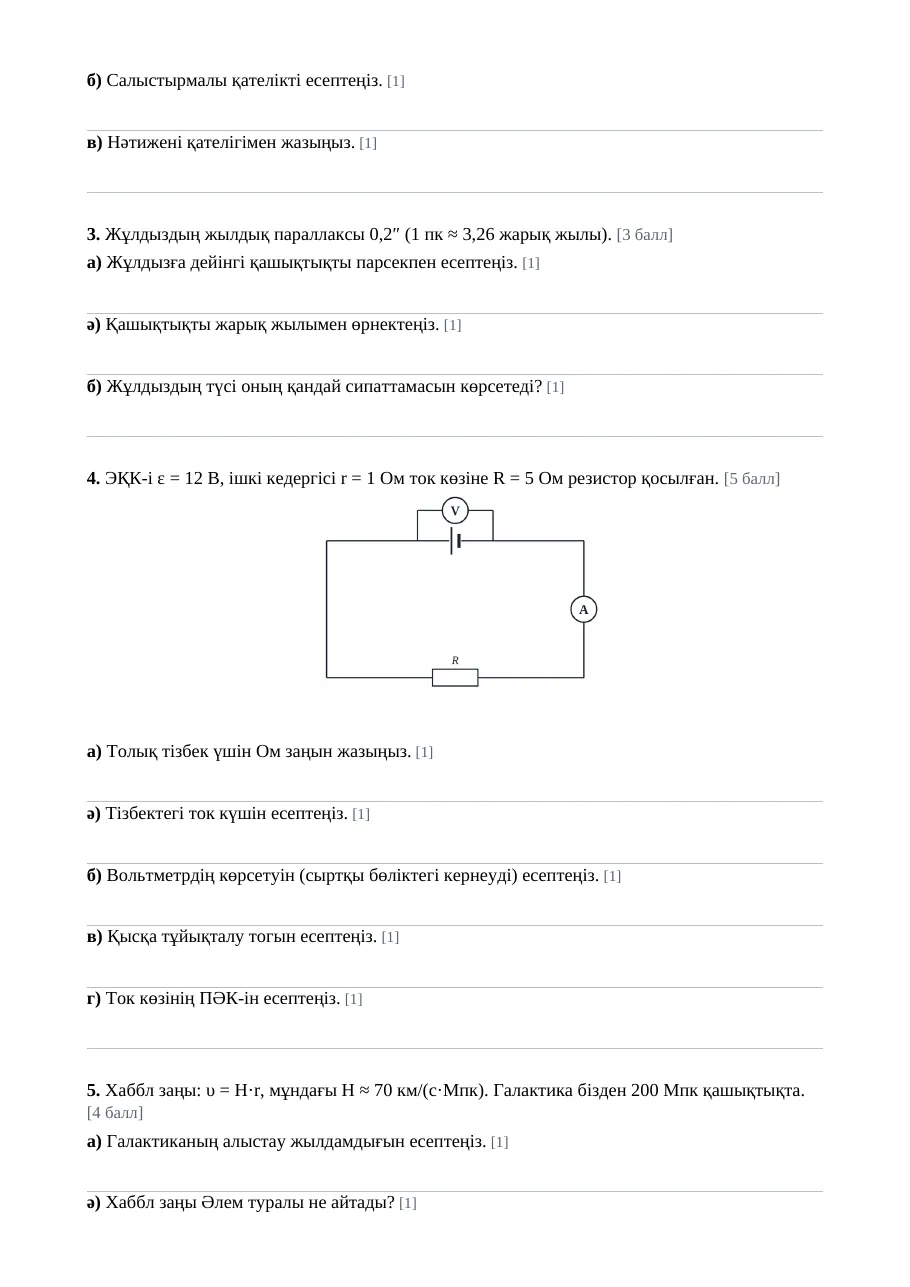 б) Салыстырмалы қателікті есептеңіз. [1]
в) Нәтижені қателігімен жазыңыз. [1]
3. Жұлдыздың жылдық параллаксы 0,2″ (1 пк ≈ 3,26 жарық жылы). [3 балл]
а) Жұлдызға дейінгі қашықтықты парсекпен есептеңіз. [1]
ә) Қашықтықты жарық жылымен өрнектеңіз. [1]
б) Жұлдыздың түсі оның қандай сипаттамасын көрсетеді? [1]
4. ЭҚК-і ε = 12 В, ішкі кедергісі r = 1 Ом ток көзіне R = 5 Ом резистор қосылған. [5 балл]
V
A
R
а) Толық тізбек үшін Ом заңын жазыңыз. [1]
ә) Тізбектегі ток күшін есептеңіз. [1]
б) Вольтметрдің көрсетуін (сыртқы бөліктегі кернеуді) есептеңіз. [1]
в) Қысқа тұйықталу тогын есептеңіз. [1]
г) Ток көзінің ПӘК-ін есептеңіз. [1]
5. Хаббл заңы: υ = H·r, мұндағы H ≈ 70 км/(с·Мпк). Галактика бізден 200 Мпк қашықтықта.
[4 балл]
а) Галактиканың алыстау жылдамдығын есептеңіз. [1]
ә) Хаббл заңы Әлем туралы не айтады? [1]